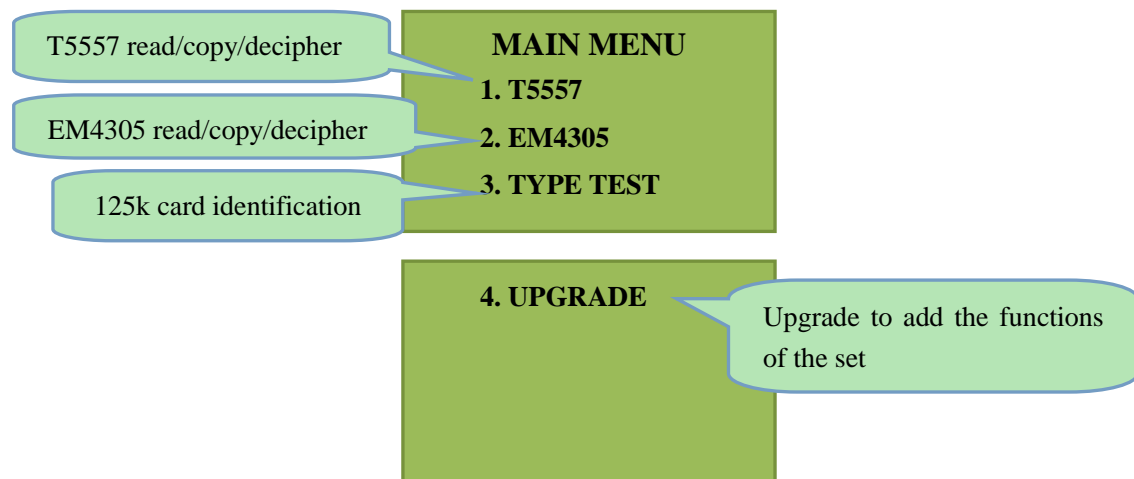 T5557 read/copy/decipher
EM4305 read/copy/decipher
125k card identification
MAIN MENU
1. T5557
2. EM4305
3. TYPE TEST
4. UPGRADE
Upgrade to add the functions
of the set